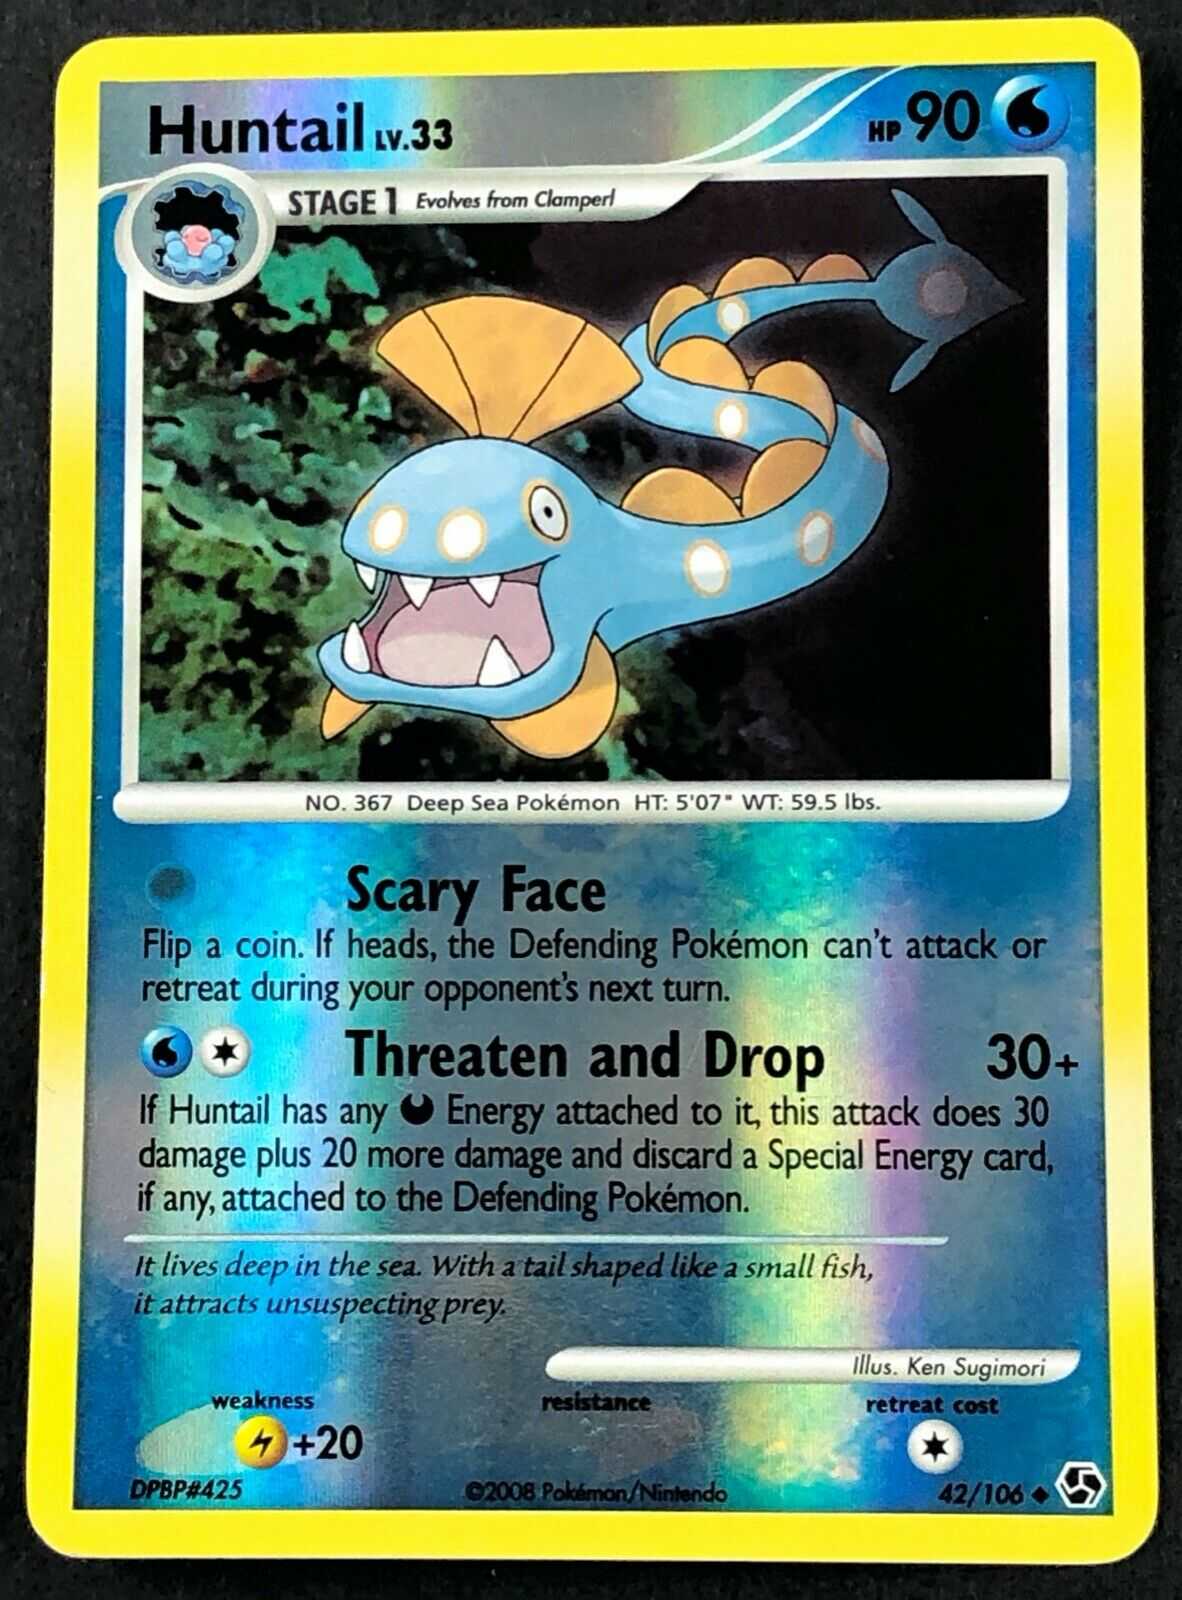 Huntail LV.33 HP 90
STAGE 1 Evolves from Clamperl
NO. 367 Deep Sea Pokémon HT: 5'07" WT: 59.5 lbs.
Scary Face
Flip a coin. If heads, the Defending Pokémon can't attack or
retreat during your opponent's next turn.
Threaten and Drop 30+
If Huntail has any Energy attached to it, this attack does 30
damage plus 20 more damage and discard a Special Energy card,
if any, attached to the Defending Pokémon.
It lives deep in the sea. With a tail shaped like a small fish,
it attracts unsuspecting prey.
Illus. Ken Sugimori
weakness resistance retreat cost
+20
DPBP#425 ©2008 Pokémon/Nintendo 42/106